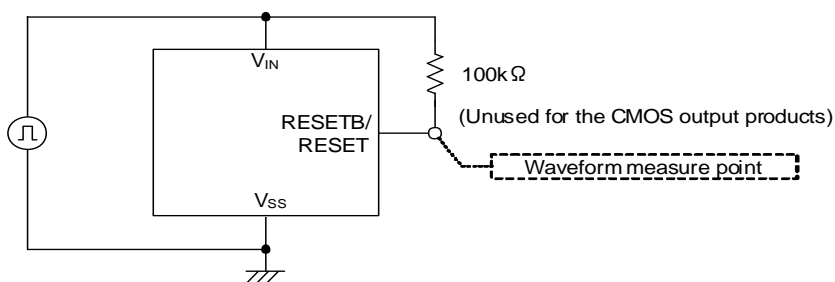 VIN
100kΩ
(Unused for the CMOS output products)
RESETB/
RESET
Waveform measure point
VSS